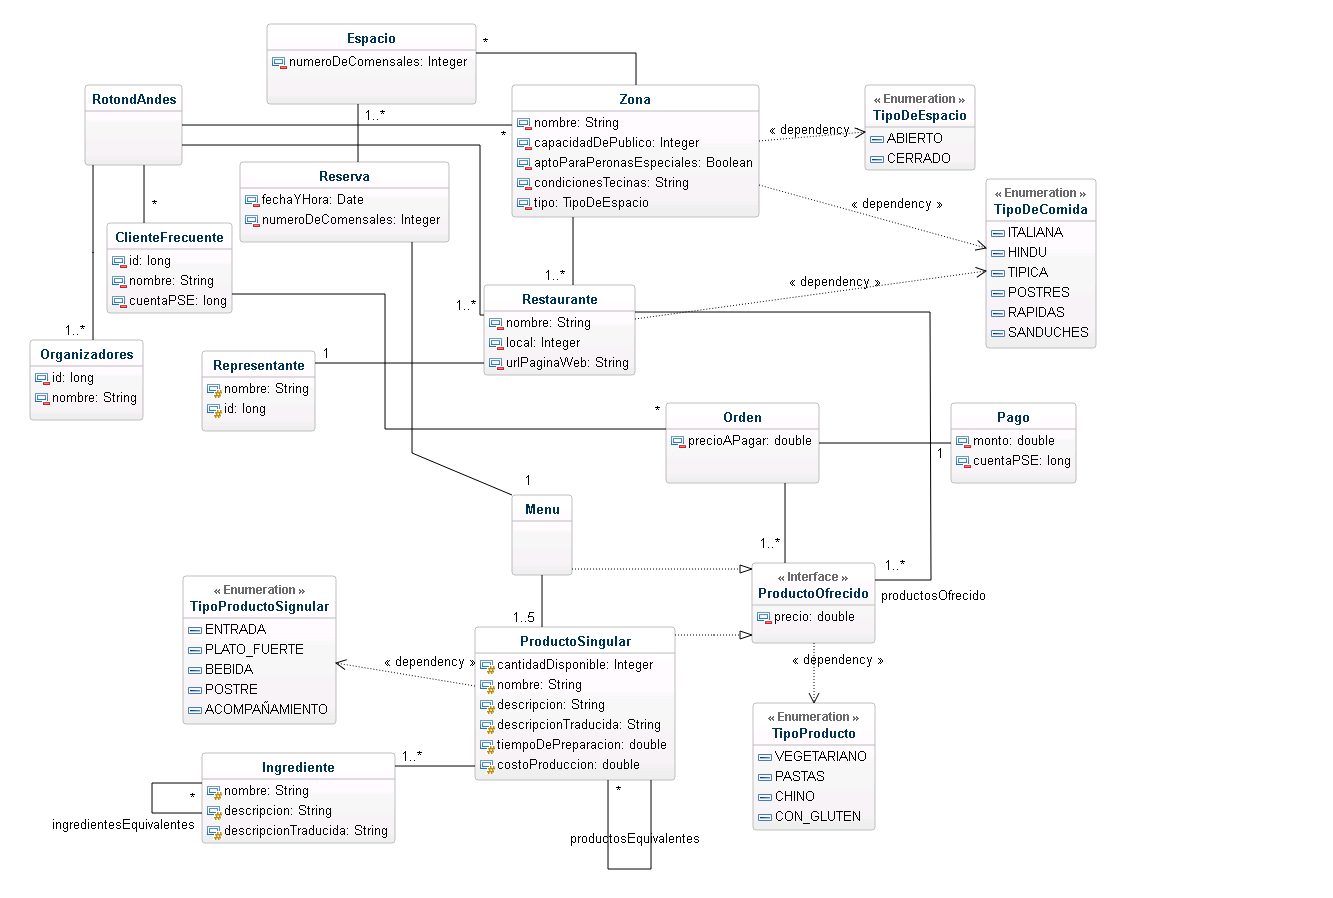 Espacio
numeroDeComensales: Integer
*
1..*
RotondAndes
*
1..*
*
1..*
Zona
nombre: String
capacidadDePublico: Integer
aptoParaPeronasEspeciales: Boolean
condicionesTecinas: String
tipo: TipoDeEspacio
« dependency »
« Enumeration »
TipoDeEspacio
ABIERTO
CERRADO
Reserva
fechaYHora: Date
numeroDeComensales: Integer
« dependency »
« Enumeration »
TipoDeComida
ITALIANA
HINDU
TIPICA
POSTRES
RAPIDAS
SANDUCHES
ClienteFrecuente
id: long
nombre: String
cuentaPSE: long
1..*
Restaurante
nombre: String
local: Integer
urlPaginaWeb: String
« dependency »
Organizadores
id: long
nombre: String
1
Representante
nombre: String
id: long
*
Orden
precioAPagar: double
1
Pago
monto: double
cuentaPSE: long
1
Menu
1..*
1..*
productosOfrecido
« Interface »
ProductoOfrecido
precio: double
« dependency »
« Enumeration »
TipoProductoSignular
ENTRADA
PLATO_FUERTE
BEBIDA
POSTRE
ACOMPAÑAMIENTO
« dependency »
1..5
ProductoSingular
cantidadDisponible: Integer
nombre: String
descripcion: String
descripcionTraducida: String
tiempoDePreparacion: double
costoProduccion: double
« Enumeration »
TipoProducto
VEGETARIANO
PASTAS
CHINO
CON_GLUTEN
1..*
Ingrediente
nombre: String
descripcion: String
descripcionTraducida: String
*
ingredientesEquivalentes
*
productosEquivalentes